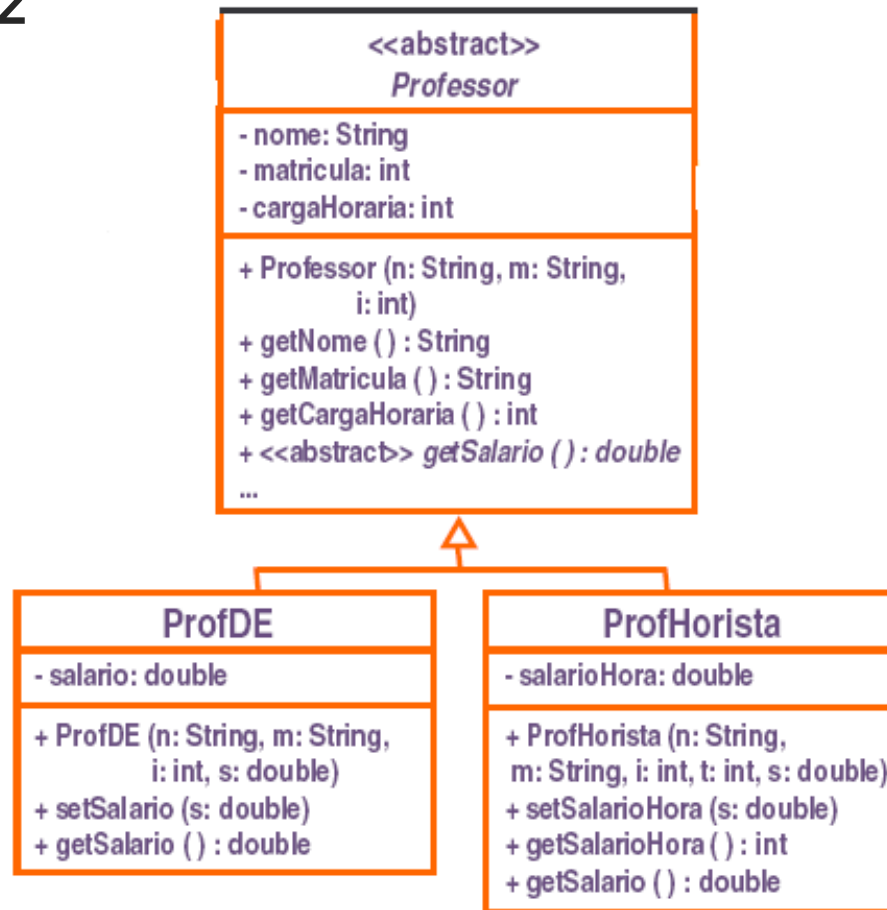 2
<<abstract>>
Professor
- nome: String
- matricula: int
- cargaHoraria: int
+ Professor (n: String, m: String,
i: int)
+ getNome ( ) : String
+ getMatricula ( ) : String
+ getCargaHoraria ( ) : int
+ <<abstract>> getSalario ( ) : double
...
ProfDE
- salario: double
+ ProfDE (n: String, m: String,
i: int, s: double)
+ setSalario (s: double)
+ getSalario ( ) : double
ProfHorista
- salarioHora: double
+ ProfHorista (n: String,
m: String, i: int, t: int, s: double)
+ setSalarioHora (s: double)
+ getSalarioHora ( ) : int
+ getSalario ( ) : double